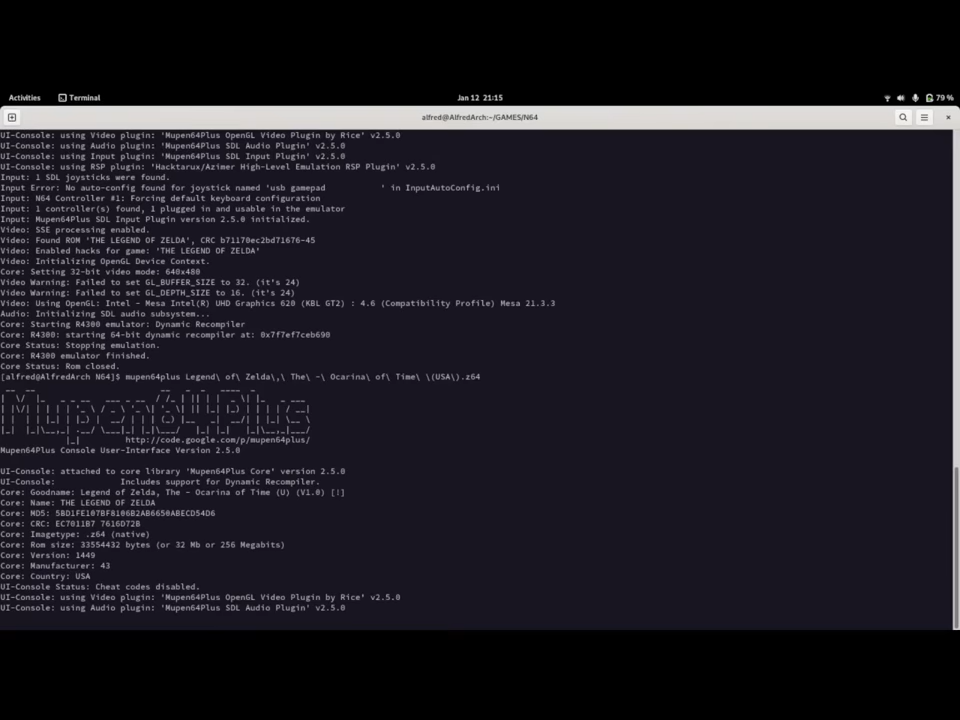 Activities Terminal Jan 12 21:15 79 %
alfred@AlfredArch:~/GAMES/N64
UI-Console: using Video plugin: 'Mupen64Plus OpenGL Video Plugin by Rice' v2.5.0
UI-Console: using Audio plugin: 'Mupen64Plus SDL Audio Plugin' v2.5.0
UI-Console: using Input plugin: 'Mupen64Plus SDL Input Plugin' v2.5.0
UI-Console: using RSP plugin: 'Hacktarux/Azimer High-Level Emulation RSP Plugin' v2.5.0
Input: 1 SDL joysticks were found.
Input Error: No auto-config found for joystick named 'usb gamepad           ' in InputAutoConfig.ini
Input: N64 Controller #1: Forcing default keyboard configuration
Input: 1 controller(s) found, 1 plugged in and usable in the emulator
Input: Mupen64Plus SDL Input Plugin version 2.5.0 initialized.
Video: SSE processing enabled.
Video: Found ROM 'THE LEGEND OF ZELDA', CRC b71170ec2bd71676-45
Video: Enabled hacks for game: 'THE LEGEND OF ZELDA'
Video: Initializing OpenGL Device Context.
Core: Setting 32-bit video mode: 640x480
Video Warning: Failed to set GL_BUFFER_SIZE to 32. (it's 24)
Video Warning: Failed to set GL_DEPTH_SIZE to 16. (it's 24)
Video: Using OpenGL: Intel - Mesa Intel(R) UHD Graphics 620 (KBL GT2) : 4.6 (Compatibility Profile) Mesa 21.3.3
Audio: Initializing SDL audio subsystem...
Core: Starting R4300 emulator: Dynamic Recompiler
Core: R4300: starting 64-bit dynamic recompiler at: 0x7f7ef7ceb690
Core Status: Stopping emulation.
Core: R4300 emulator finished.
Core Status: Rom closed.
[alfred@AlfredArch N64]$ mupen64plus Legend\ of\ Zelda\,\ The\ -\ Ocarina\ of\ Time\ \(USA\).z64
Mupen64Plus
http://code.google.com/p/mupen64plus/
Mupen64Plus Console User-Interface Version 2.5.0
UI-Console: attached to core library 'Mupen64Plus Core' version 2.5.0
UI-Console:            Includes support for Dynamic Recompiler.
Core: Goodname: Legend of Zelda, The - Ocarina of Time (U) (V1.0) [!]
Core: Name: THE LEGEND OF ZELDA
Core: MD5: 5BD1FE107BF8106B2AB6650ABECD54D6
Core: CRC: EC7011B7 7616D72B
Core: Imagetype: .z64 (native)
Core: Rom size: 33554432 bytes (or 32 Mb or 256 Megabits)
Core: Version: 1449
Core: Manufacturer: 43
Core: Country: USA
UI-Console Status: Cheat codes disabled.
UI-Console: using Video plugin: 'Mupen64Plus OpenGL Video Plugin by Rice' v2.5.0
UI-Console: using Audio plugin: 'Mupen64Plus SDL Audio Plugin' v2.5.0